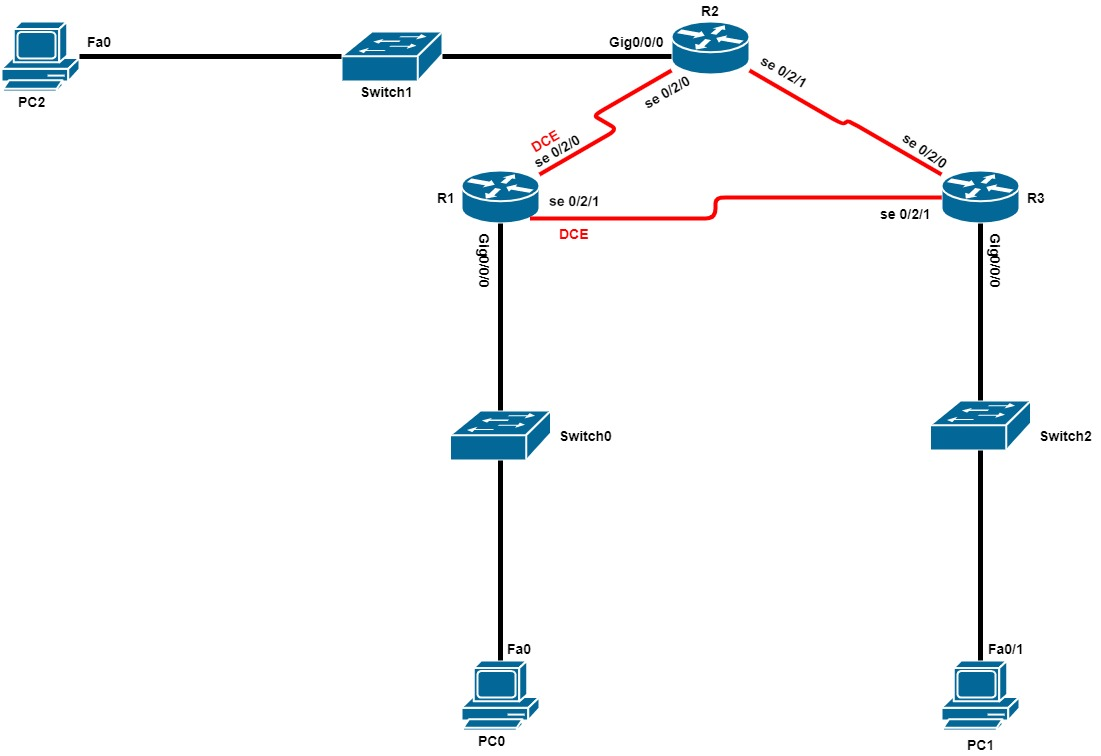 R2
Fa0
Gig0/0/0
Switch1
PC2
se 0/2/0
se 0/2/1
DCE
se 0/2/0
se 0/2/0
R1
se 0/2/1
R3
se 0/2/1
DCE
Gig0/0/0
Gig0/0/0
Switch0
Switch2
Fa0
Fa0/1
PC0
PC1